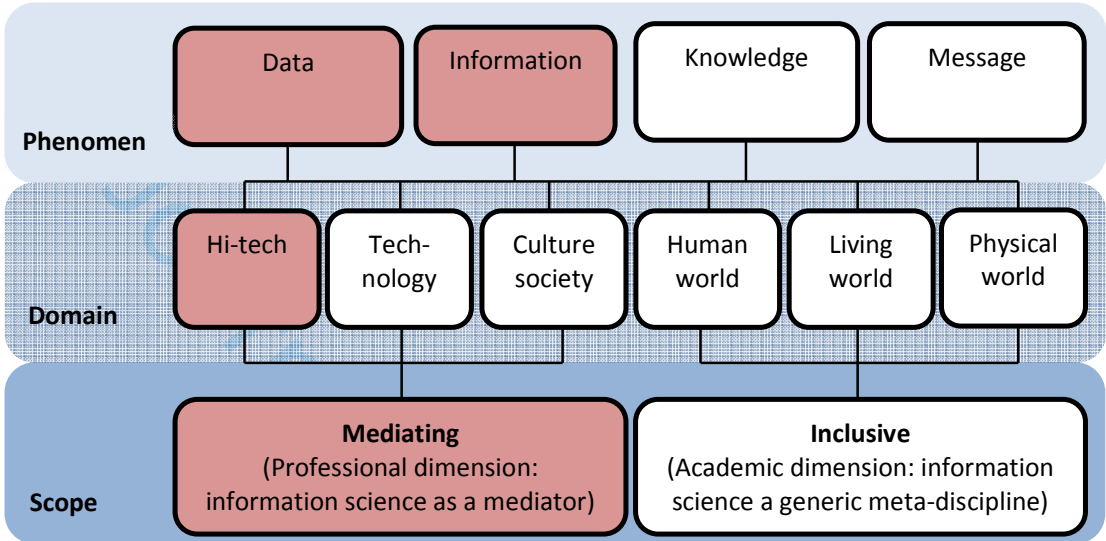 Data
Information
Knowledge
Message
Phenomen
Hi-tech
Tech-
nology
Culture
society
Human
world
Living
world
Physical
world
Domain
Mediating
(Professional dimension:
information science as a mediator)
Inclusive
(Academic dimension: information
science a generic meta-discipline)
Scope